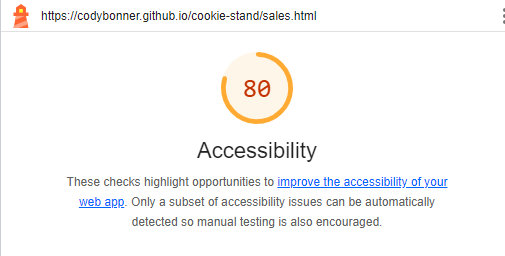 https://codybonner.github.io/cookie-stand/sales.html
80
Accessibility
These checks highlight opportunities to improve the accessibility of your
web app. Only a subset of accessibility issues can be automatically
detected so manual testing is also encouraged.